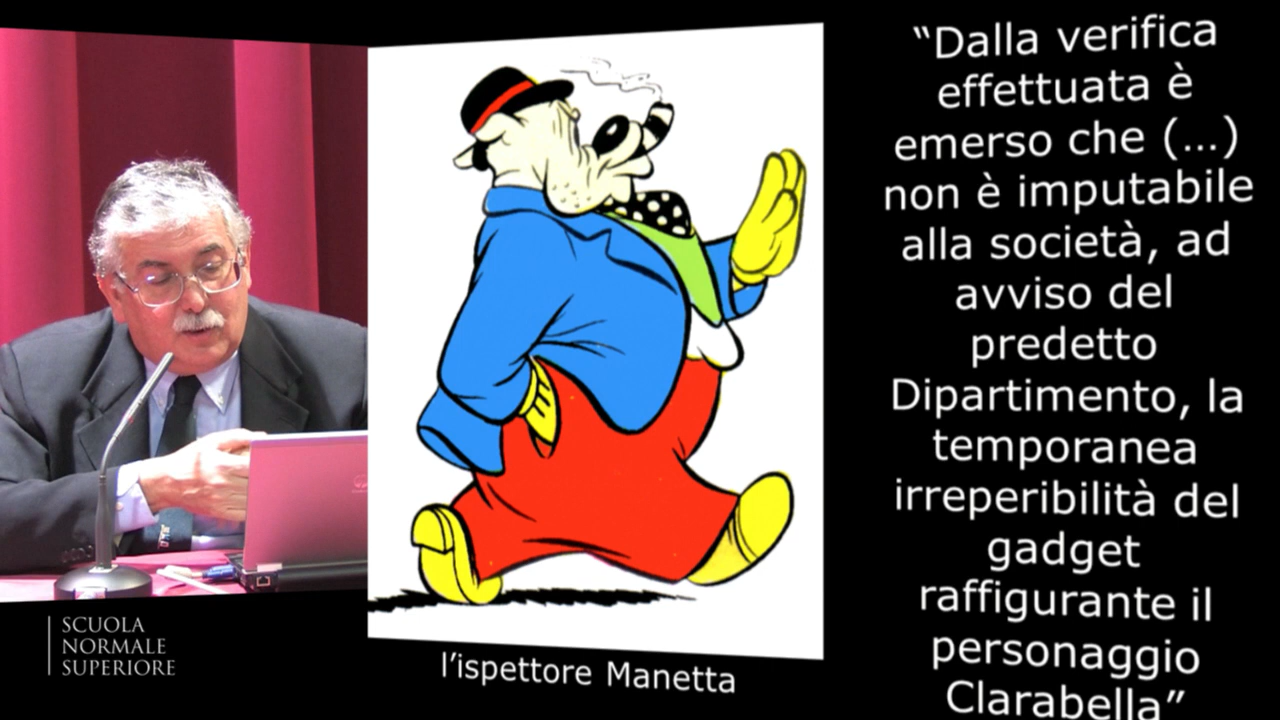 "Dalla verifica
effettuata è
emerso che (...)
non è imputabile
alla società, ad
avviso del
predetto
Dipartimento, la
temporanea
irreperibilità del
gadget
raffigurante il
personaggio
Clarabella"
l'ispettore Manetta
SCUOLA
NORMALE
SUPERIORE